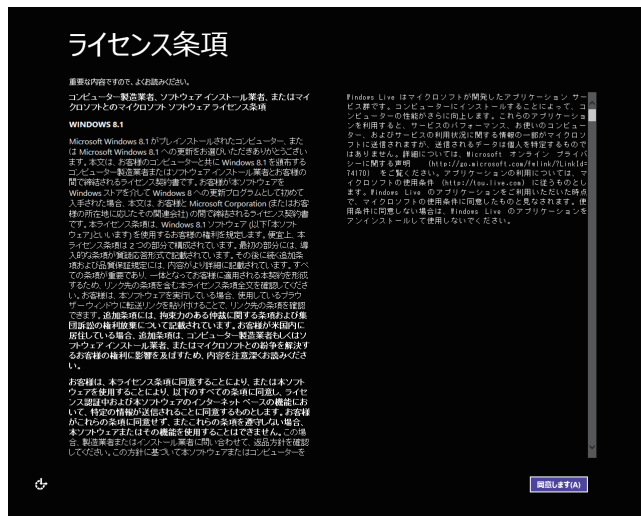 ライセンス条項
重要な内容ですので、よくお読みください。
コンピューター製造業者、ソフトウェア インストール業者、またはマイ
クロソフトとのマイクロソフト ソフトウェア ライセンス条項
WINDOWS 8.1
Microsoft Windows 8.1 がプレインストールされたコンピューター、また
は Microsoft Windows 8.1 への更新をお選びいただきありがとうござい
ます。本文は、お客様のコンピューターと共に Windows 8.1 を頒布する
コンピューター製造業者またはソフトウェア インストール業者とお客様の
間で締結されるライセンス契約書です。お客様が本ソフトウェアを
Windows ストアを介して Windows 8 への更新プログラムとして初めて
入手された場合、本文は、お客様と Microsoft Corporation (またはお客
様の所在地に応じたその関連会社) の間で締結されるライセンス契約書
です。本ライセンス条項は、Windows 8.1 ソフトウェア (以下「本ソフト
ウェア」といいます) を使用するお客様の権利を規定します。便宜上、本
ライセンス条項は 2 つの部分で構成されています。最初の部分には、導
入的な条項が質疑応答形式で記載されています。その後に続く追加条
項および品質保証規定には、内容がより詳細に記載されています。すべ
ての条項が重要であり、一体となってお客様に適用される本契約を形成
するため、リンク先の条項を含む本ライセンス条項全文を確認してくださ
い。お客様は、本ソフトウェアを実行している場合、使用しているブラウ
ザー ウィンドウに転送リンクを貼り付けることで、リンク先の条項を確認
できます。追加条項には、拘束力のある仲裁に関する条項および集
団訴訟の権利放棄について記載されています。お客様が米国内に
居住している場合、追加条項は、コンピューター製造業者もしくはソ
フトウェア インストール業者、またはマイクロソフトとの紛争を解決す
るお客様の権利に影響を及ぼすため、内容を注意深くお読みくださ
い。
お客様は、本ライセンス条項に同意することにより、または本ソフト
ウェアを使用することにより、以下のすべての条項に同意し、ライセ
ンス認証中および本ソフトウェアのインターネット ベースの機能にお
いて、特定の情報が送信されることに同意するものとします。お客様
がこれらの条項に同意せず、またこれらの条項を遵守しない場合、
本ソフトウェアまたはその機能を使用することはできません。この場
合、製造業者またはインストール業者に問い合わせて、返品方針を確認
してください。この方針に基づいて本ソフトウェアまたはコンピューターを
Windows Live はマイクロソフトが開発したアプリケーション サー
ビス群です。コンピューターにインストールすることによって、コ
ンピューターの性能がさらに向上します。これらのアプリケーショ
ンを利用すると、サービスのパフォーマンス、お使いのコンピュー
ター、およびサービスの利用状況に関する情報の一部がマイクロソ
フトに送信されますが、送信されるデータは個人を特定するもので
はありません。詳細については、Microsoft オンライン プライバ
シーに関する声明 (http://go.microsoft.com/fwlink/?LinkId=
74170) をご覧ください。アプリケーションの利用については、マ
イクロソフトの使用条件 (http://tou.live.com) に従うものとし
ます。Windows Live のアプリケーションをご利用いただいた時点
で、マイクロソフトの使用条件に同意したものと見なされます。使
用条件に同意しない場合は、Windows Live のアプリケーションを
アンインストールして使用しないでください。
同意します(A)